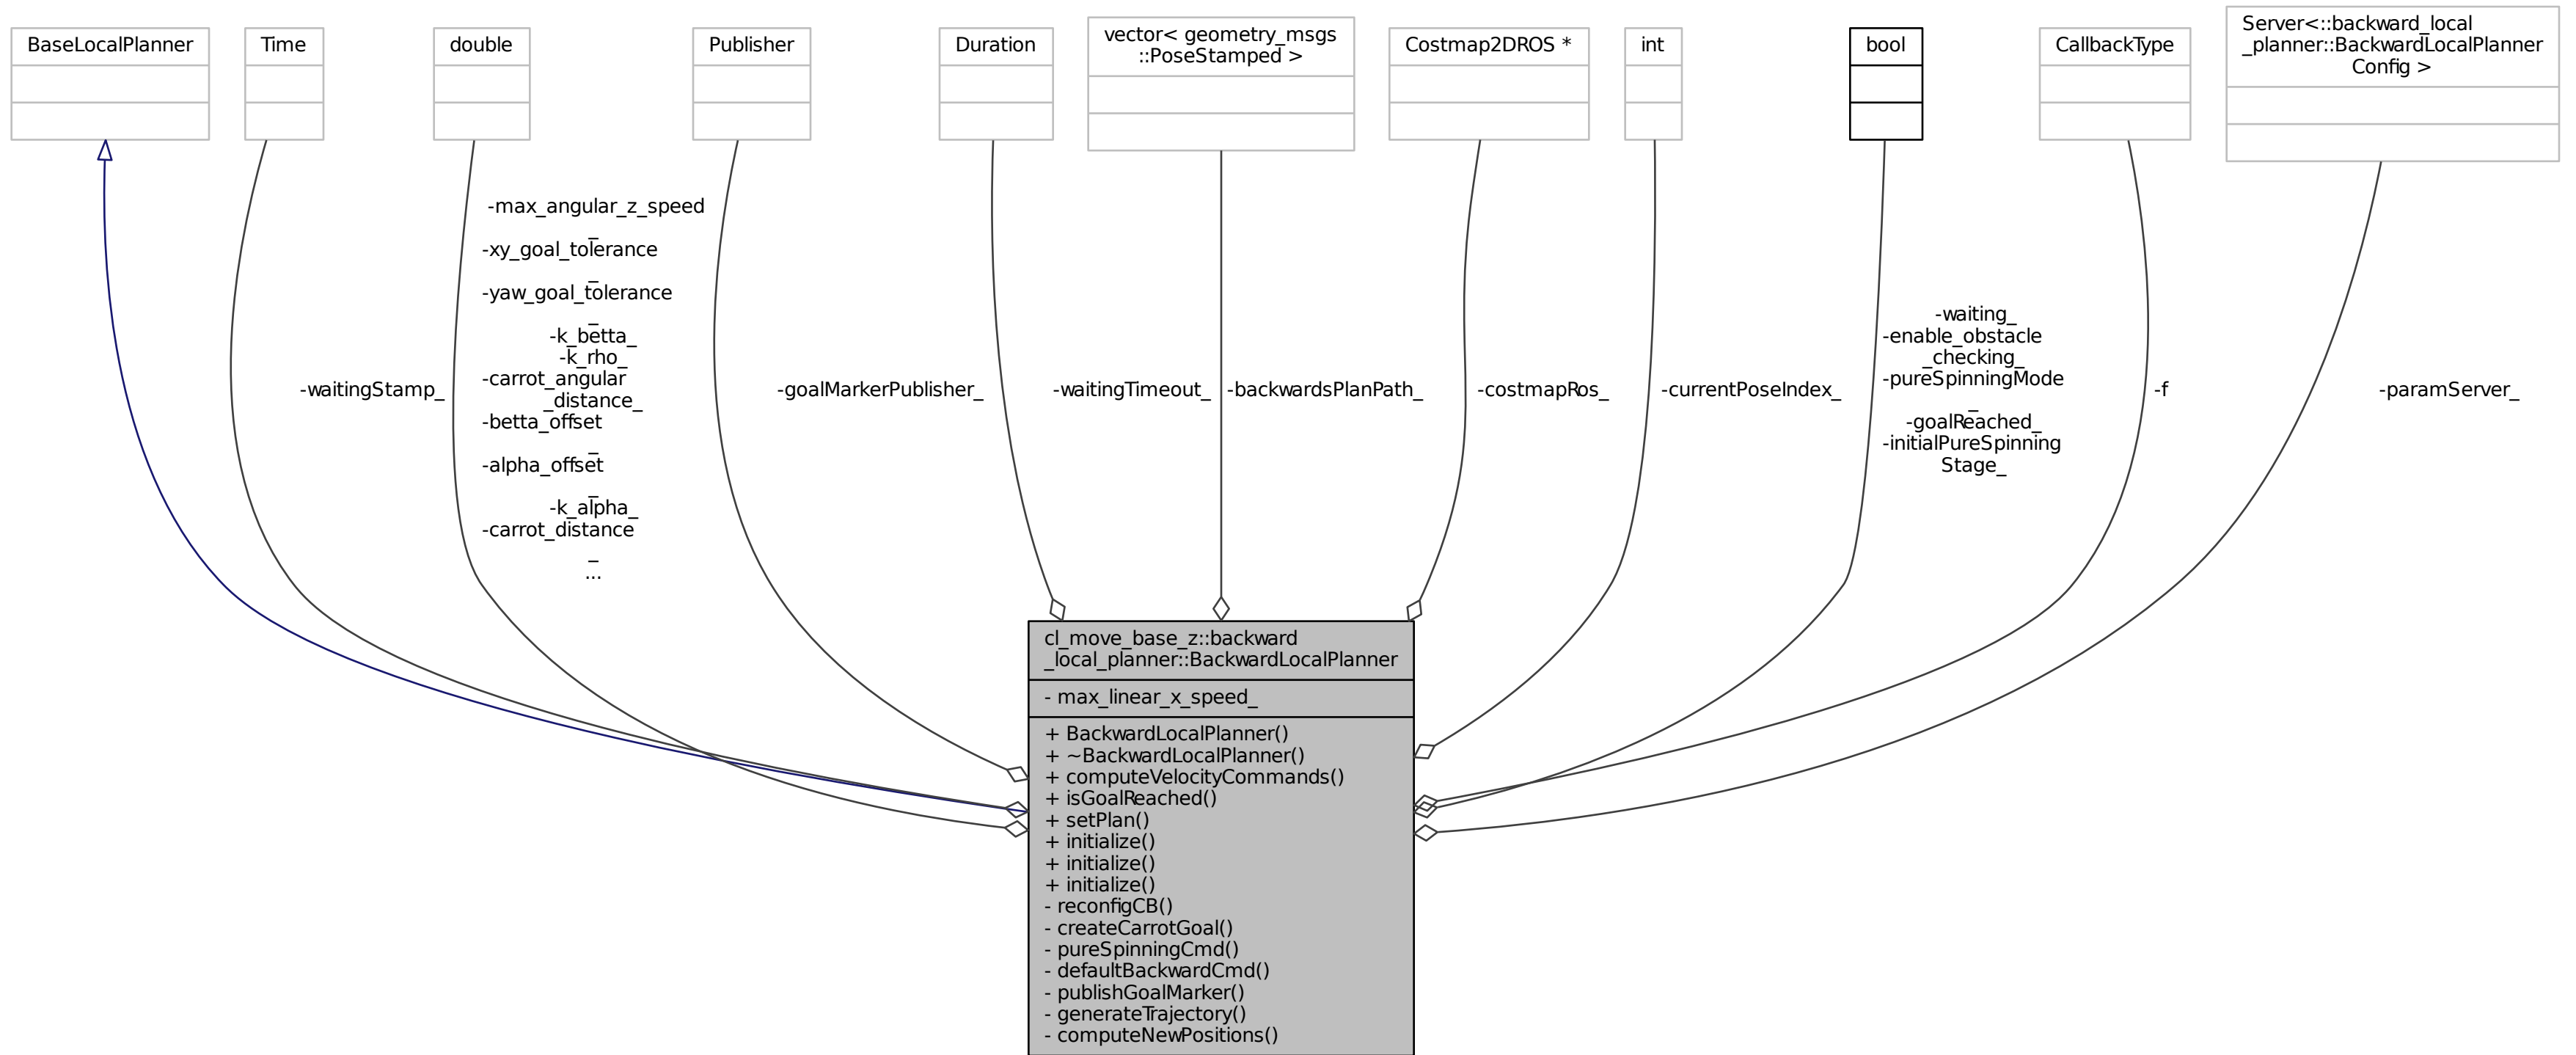 BaseLocalPlanner
Time
double
Publisher
Duration
vector< geometry_msgs
::PoseStamped >
Costmap2DROS *
int
bool
CallbackType
Server<::backward_local
_planner::BackwardLocalPlanner
Config >
-waitingStamp_
-max_angular_z_speed
_
-xy_goal_tolerance
_
-yaw_goal_tolerance
_
-k_betta_
-k_rho_
-carrot_angular
_distance_
-betta_offset
_
-alpha_offset
_
-k_alpha_
-carrot_distance
_
...
-goalMarkerPublisher_
-waitingTimeout_
-backwardsPlanPath_
-costmapRos_
-currentPoseIndex_
-waiting_
-enable_obstacle
_checking_
-pureSpinningMode
_
-goalReached_
-initialPureSpinning
Stage_
-f
-paramServer_
cl_move_base_z::backward
_local_planner::BackwardLocalPlanner
- max_linear_x_speed_
+ BackwardLocalPlanner()
+ ~BackwardLocalPlanner()
+ computeVelocityCommands()
+ isGoalReached()
+ setPlan()
+ initialize()
+ initialize()
+ initialize()
- reconfigCB()
- createCarrotGoal()
- pureSpinningCmd()
- defaultBackwardCmd()
- publishGoalMarker()
- generateTrajectory()
- computeNewPositions()